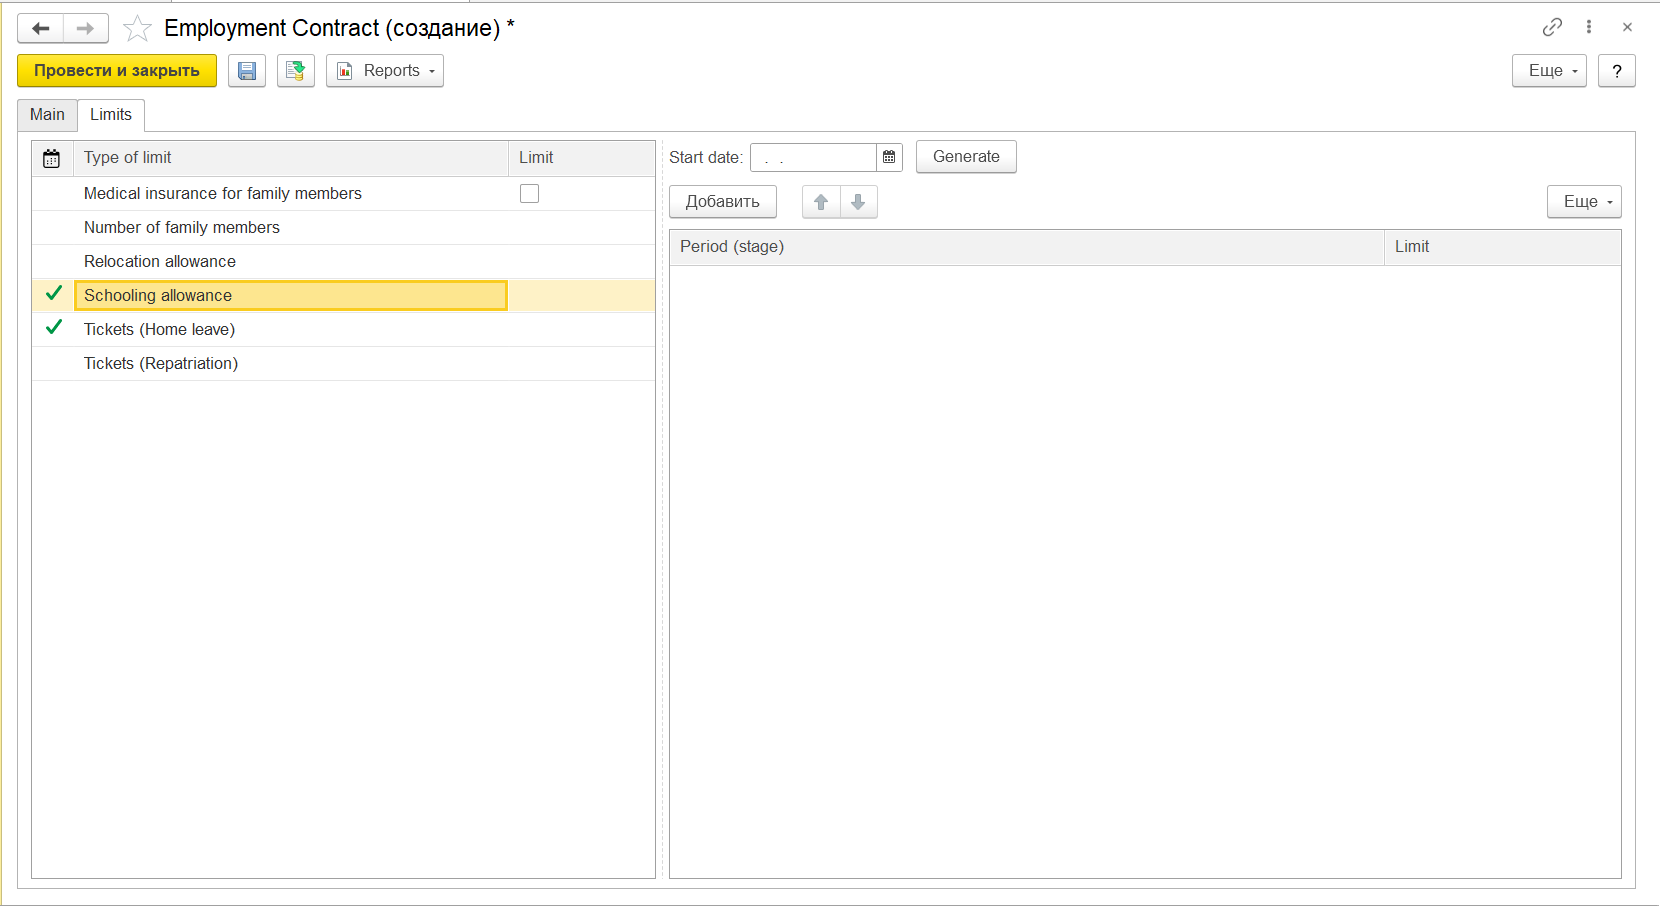 Employment Contract (создание) *
Провести и закрыть
Reports
Еще
?
Main
Limits
Type of limit
Limit
Start date:
. .
Generate
Medical insurance for family members
Добавить
Еще
Number of family members
Period (stage)
Limit
Relocation allowance
Schooling allowance
Tickets (Home leave)
Tickets (Repatriation)